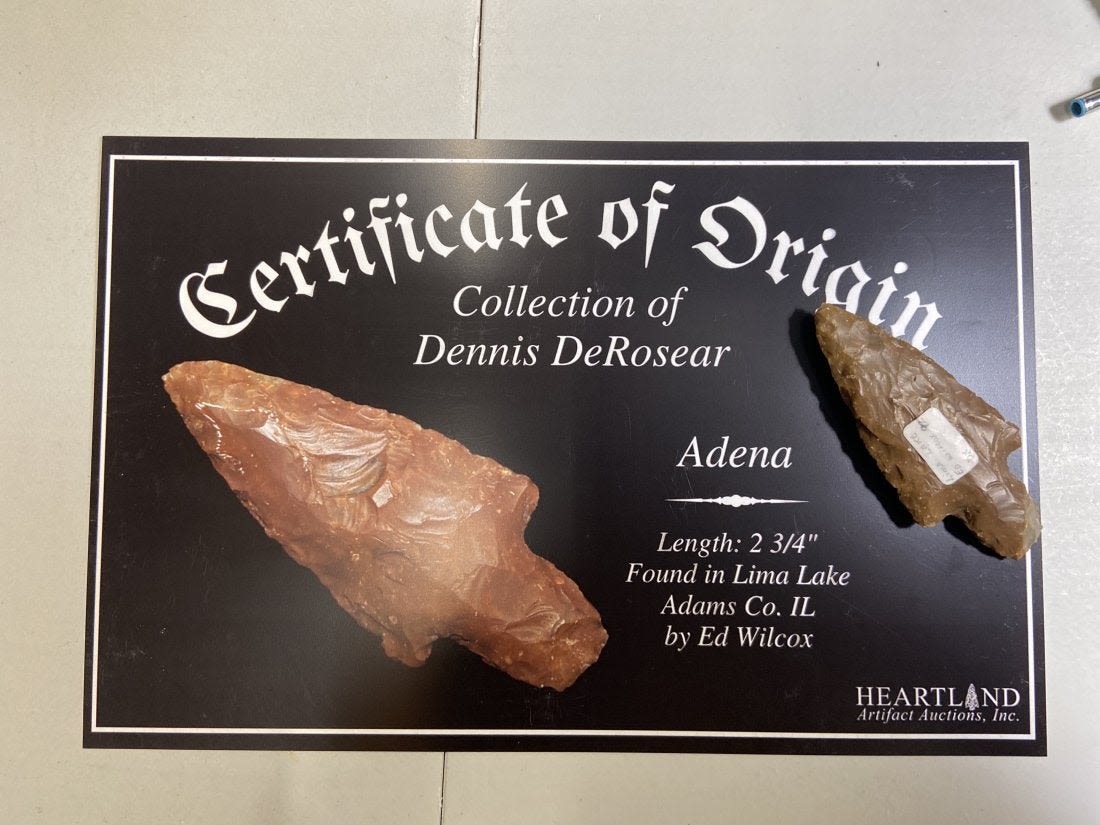 Certificate of Origin
Collection of
Dennis DeRosear
Adena
Length: 2 3/4"
Found in Lima Lake
Adams Co. IL
by Ed Wilcox
HEARTLAND
Artifact Auctions, Inc.